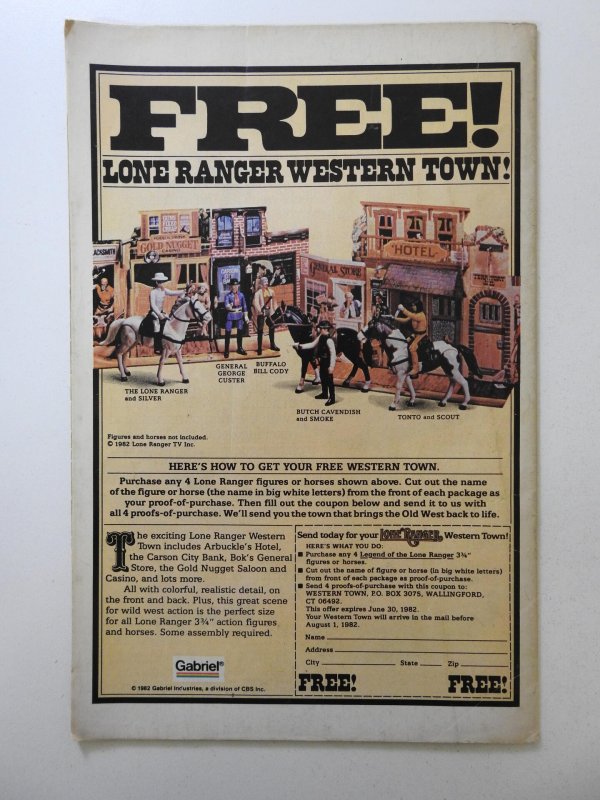 FREE!
LONE RANGER WESTERN TOWN!
GOLD NUGGET
CASINO
HOTEL
GENERAL STORE
CARSON
THE LONE RANGER
and SILVER
GENERAL
GEORGE
CUSTER
BUFFALO
BILL CODY
BUTCH CAVENDISH
and SMOKE
TONTO and SCOUT
Figures and horses not included.
© 1982 Lone Ranger TV Inc.
HERE'S HOW TO GET YOUR FREE WESTERN TOWN.
Purchase any 4 Lone Ranger figures or horses shown above. Cut out the name
of the figure or horse (the name in big white letters) from the front of each package as
your proof-of-purchase. Then fill out the coupon below and send it to us with
all 4 proofs-of-purchase. We'll send you the town that brings the Old West back to life.
The exciting Lone Ranger Western
Town includes Arbuckle's Hotel,
the Carson City Bank, Bok's General
Store, the Gold Nugget Saloon and
Casino, and lots more.
All with colorful, realistic detail, on
the front and back. Plus, this great scene
for wild west action is the perfect size
for all Lone Ranger 3¾" action figures
and horses. Some assembly required.
Gabriel®
© 1982 Gabriel Industries, a division of CBS Inc.
Send today for your LONE RANGER Western Town!
HERE'S WHAT YOU DO:
■ Purchase any 4 Legend of the Lone Ranger 3¾"
figures or horses.
■ Cut out name of figure or horse (in big white letters)
from front of each package as proof-of-purchase.
■ Send 4 proofs-of-purchase with this coupon to:
WESTERN TOWN, P.O. BOX 3075, WALLINGFORD,
CT 06492.
This offer expires June 30, 1982.
Your Western Town will arrive in the mail before
August 1, 1982.
Name
Address
City State Zip
FREE! FREE!